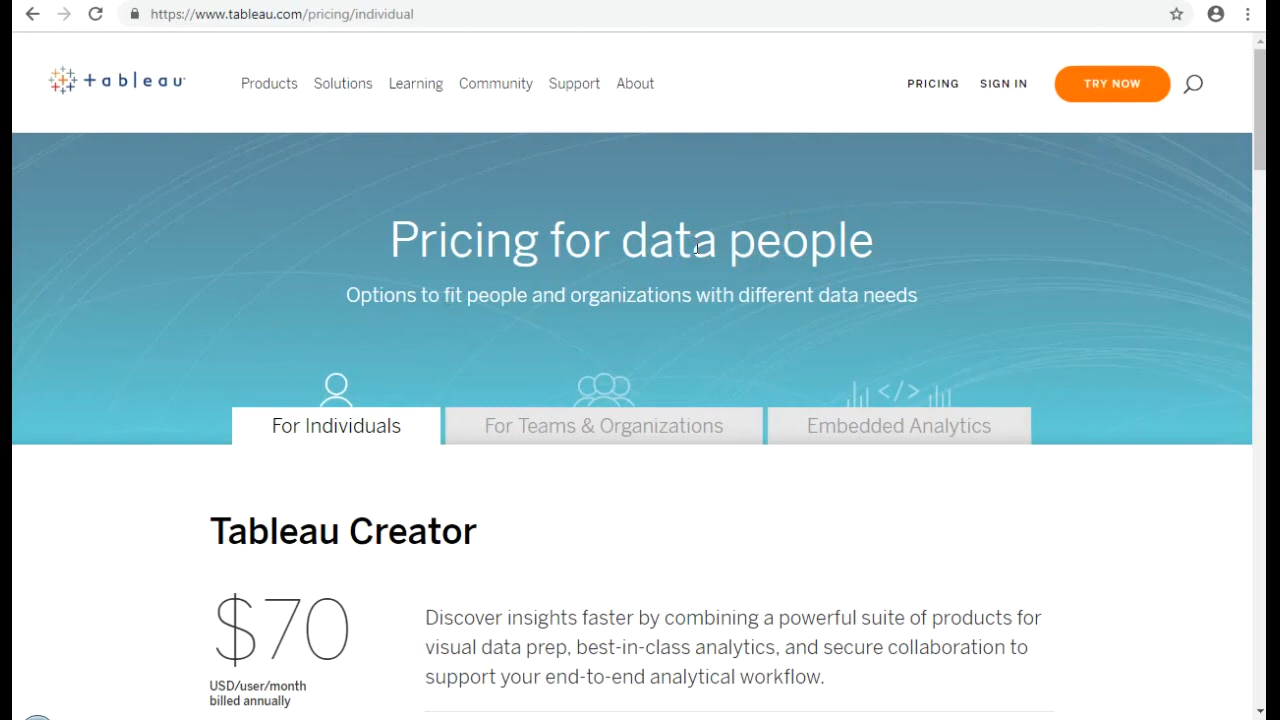 https://www.tableau.com/pricing/individual
+ableau
Products Solutions Learning Community Support About
PRICING SIGN IN TRY NOW
Pricing for data people
Options to fit people and organizations with different data needs
</>
For Individuals For Teams & Organizations Embedded Analytics
Tableau Creator
$70
USD/user/month
billed annually
Discover insights faster by combining a powerful suite of products for
visual data prep, best-in-class analytics, and secure collaboration to
support your end-to-end analytical workflow.